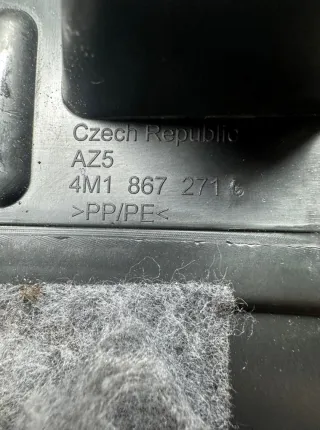 Czech Republic
AZ5
4M1 867 271
>PP/PE<